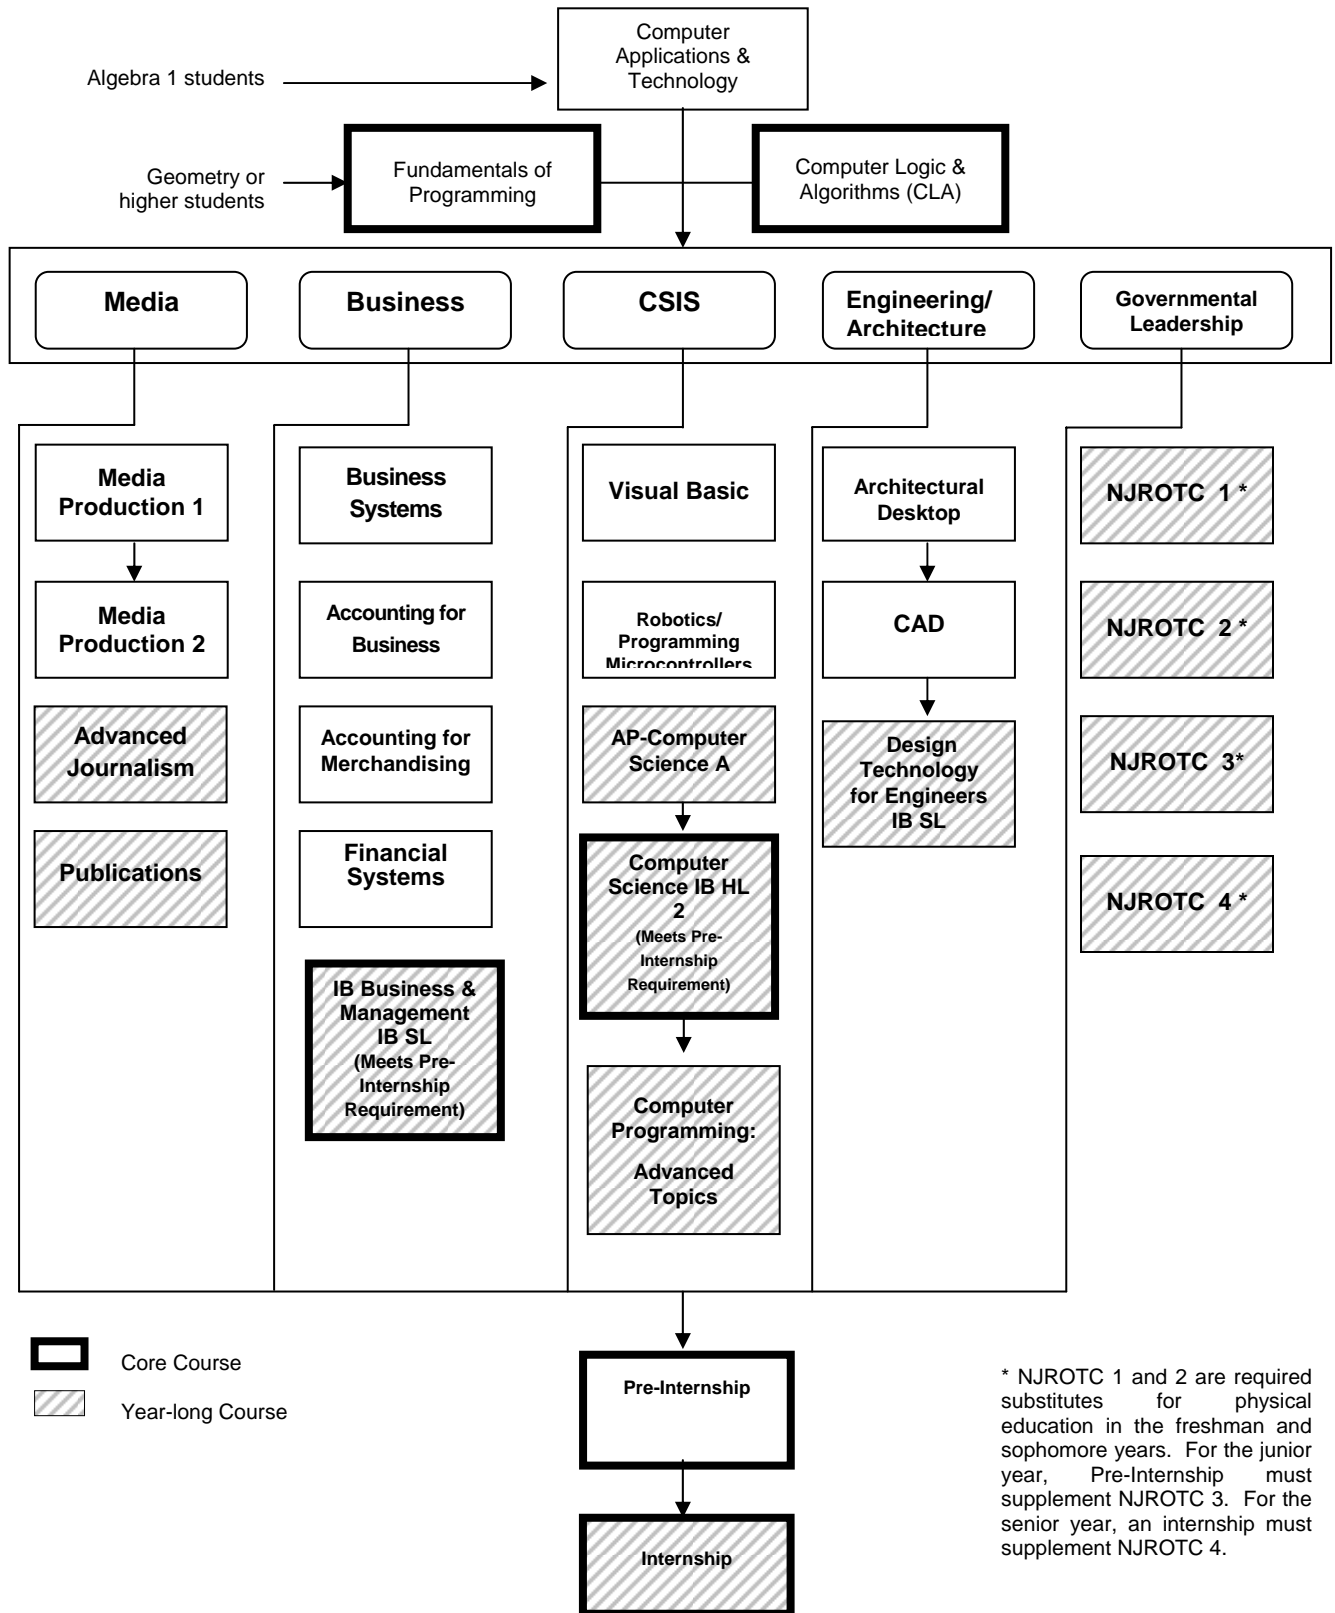 Computer
Applications &
Technology
Algebra 1 students
Fundamentals of
Programming
Computer Logic &
Algorithms (CLA)
Geometry or
higher students
Media
Business
CSIS
Engineering/
Architecture
Governmental
Leadership
Media
Production 1
Business
Systems
Visual Basic
Architectural
Desktop
NJROTC 1 *
Media
Production 2
Accounting for
Business
Robotics/
Programming
Microcontrollers
CAD
NJROTC 2 *
Advanced
Journalism
Accounting for
Merchandising
AP-Computer
Science A
Design
Technology
for Engineers
IB SL
NJROTC 3*
Publications
Financial
Systems
Computer
Science IB HL
2
(Meets Pre-
Internship
Requirement)
NJROTC 4 *
IB Business &
Management
IB SL
(Meets Pre-
Internship
Requirement)
Computer
Programming:
Advanced
Topics
Core Course
Year-long Course
Pre-Internship
Internship
* NJROTC 1 and 2 are required
substitutes for physical
education in the freshman and
sophomore years. For the junior
year, Pre-Internship must
supplement NJROTC 3. For the
senior year, an internship must
supplement NJROTC 4.